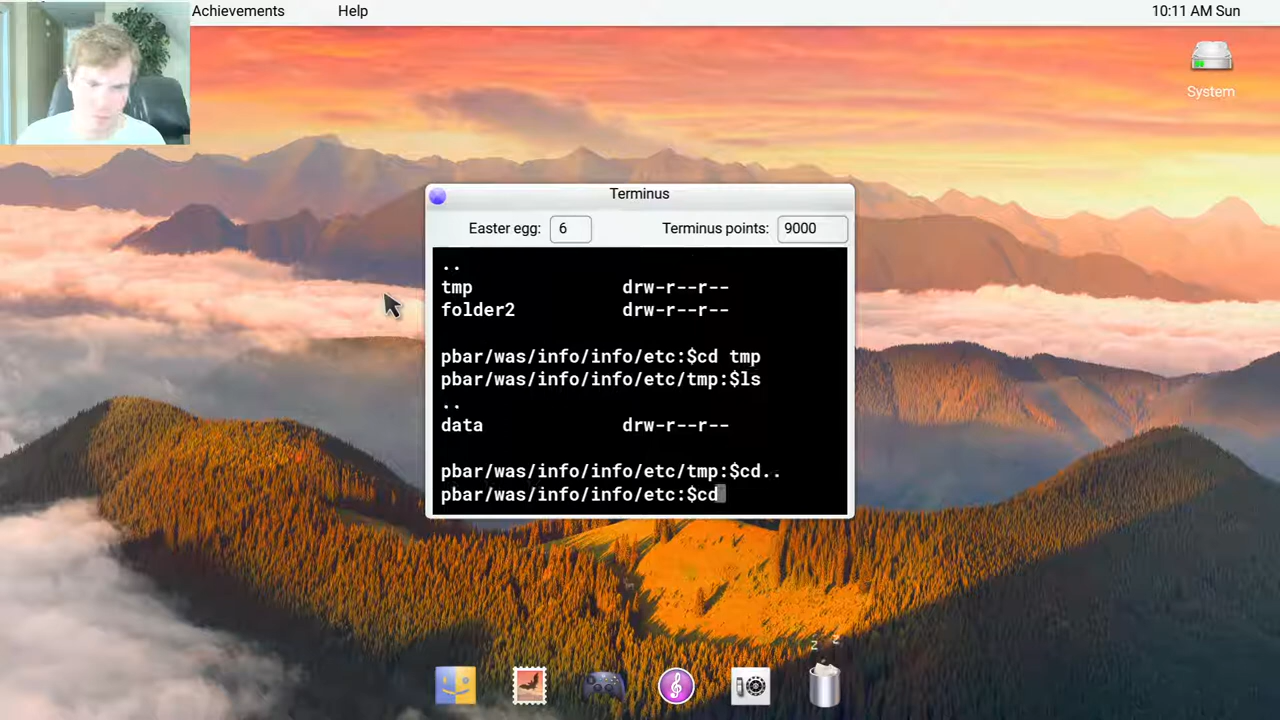 Achievements Help 10:11 AM Sun
System
Terminus
Easter egg: 6 Terminus points: 9000
..
tmp drw-r--r--
folder2 drw-r--r--
pbar/was/info/info/etc:$cd tmp
pbar/was/info/info/etc/tmp:$ls
..
data drw-r--r--
pbar/was/info/info/etc/tmp:$cd..
pbar/was/info/info/etc:$cd
z z